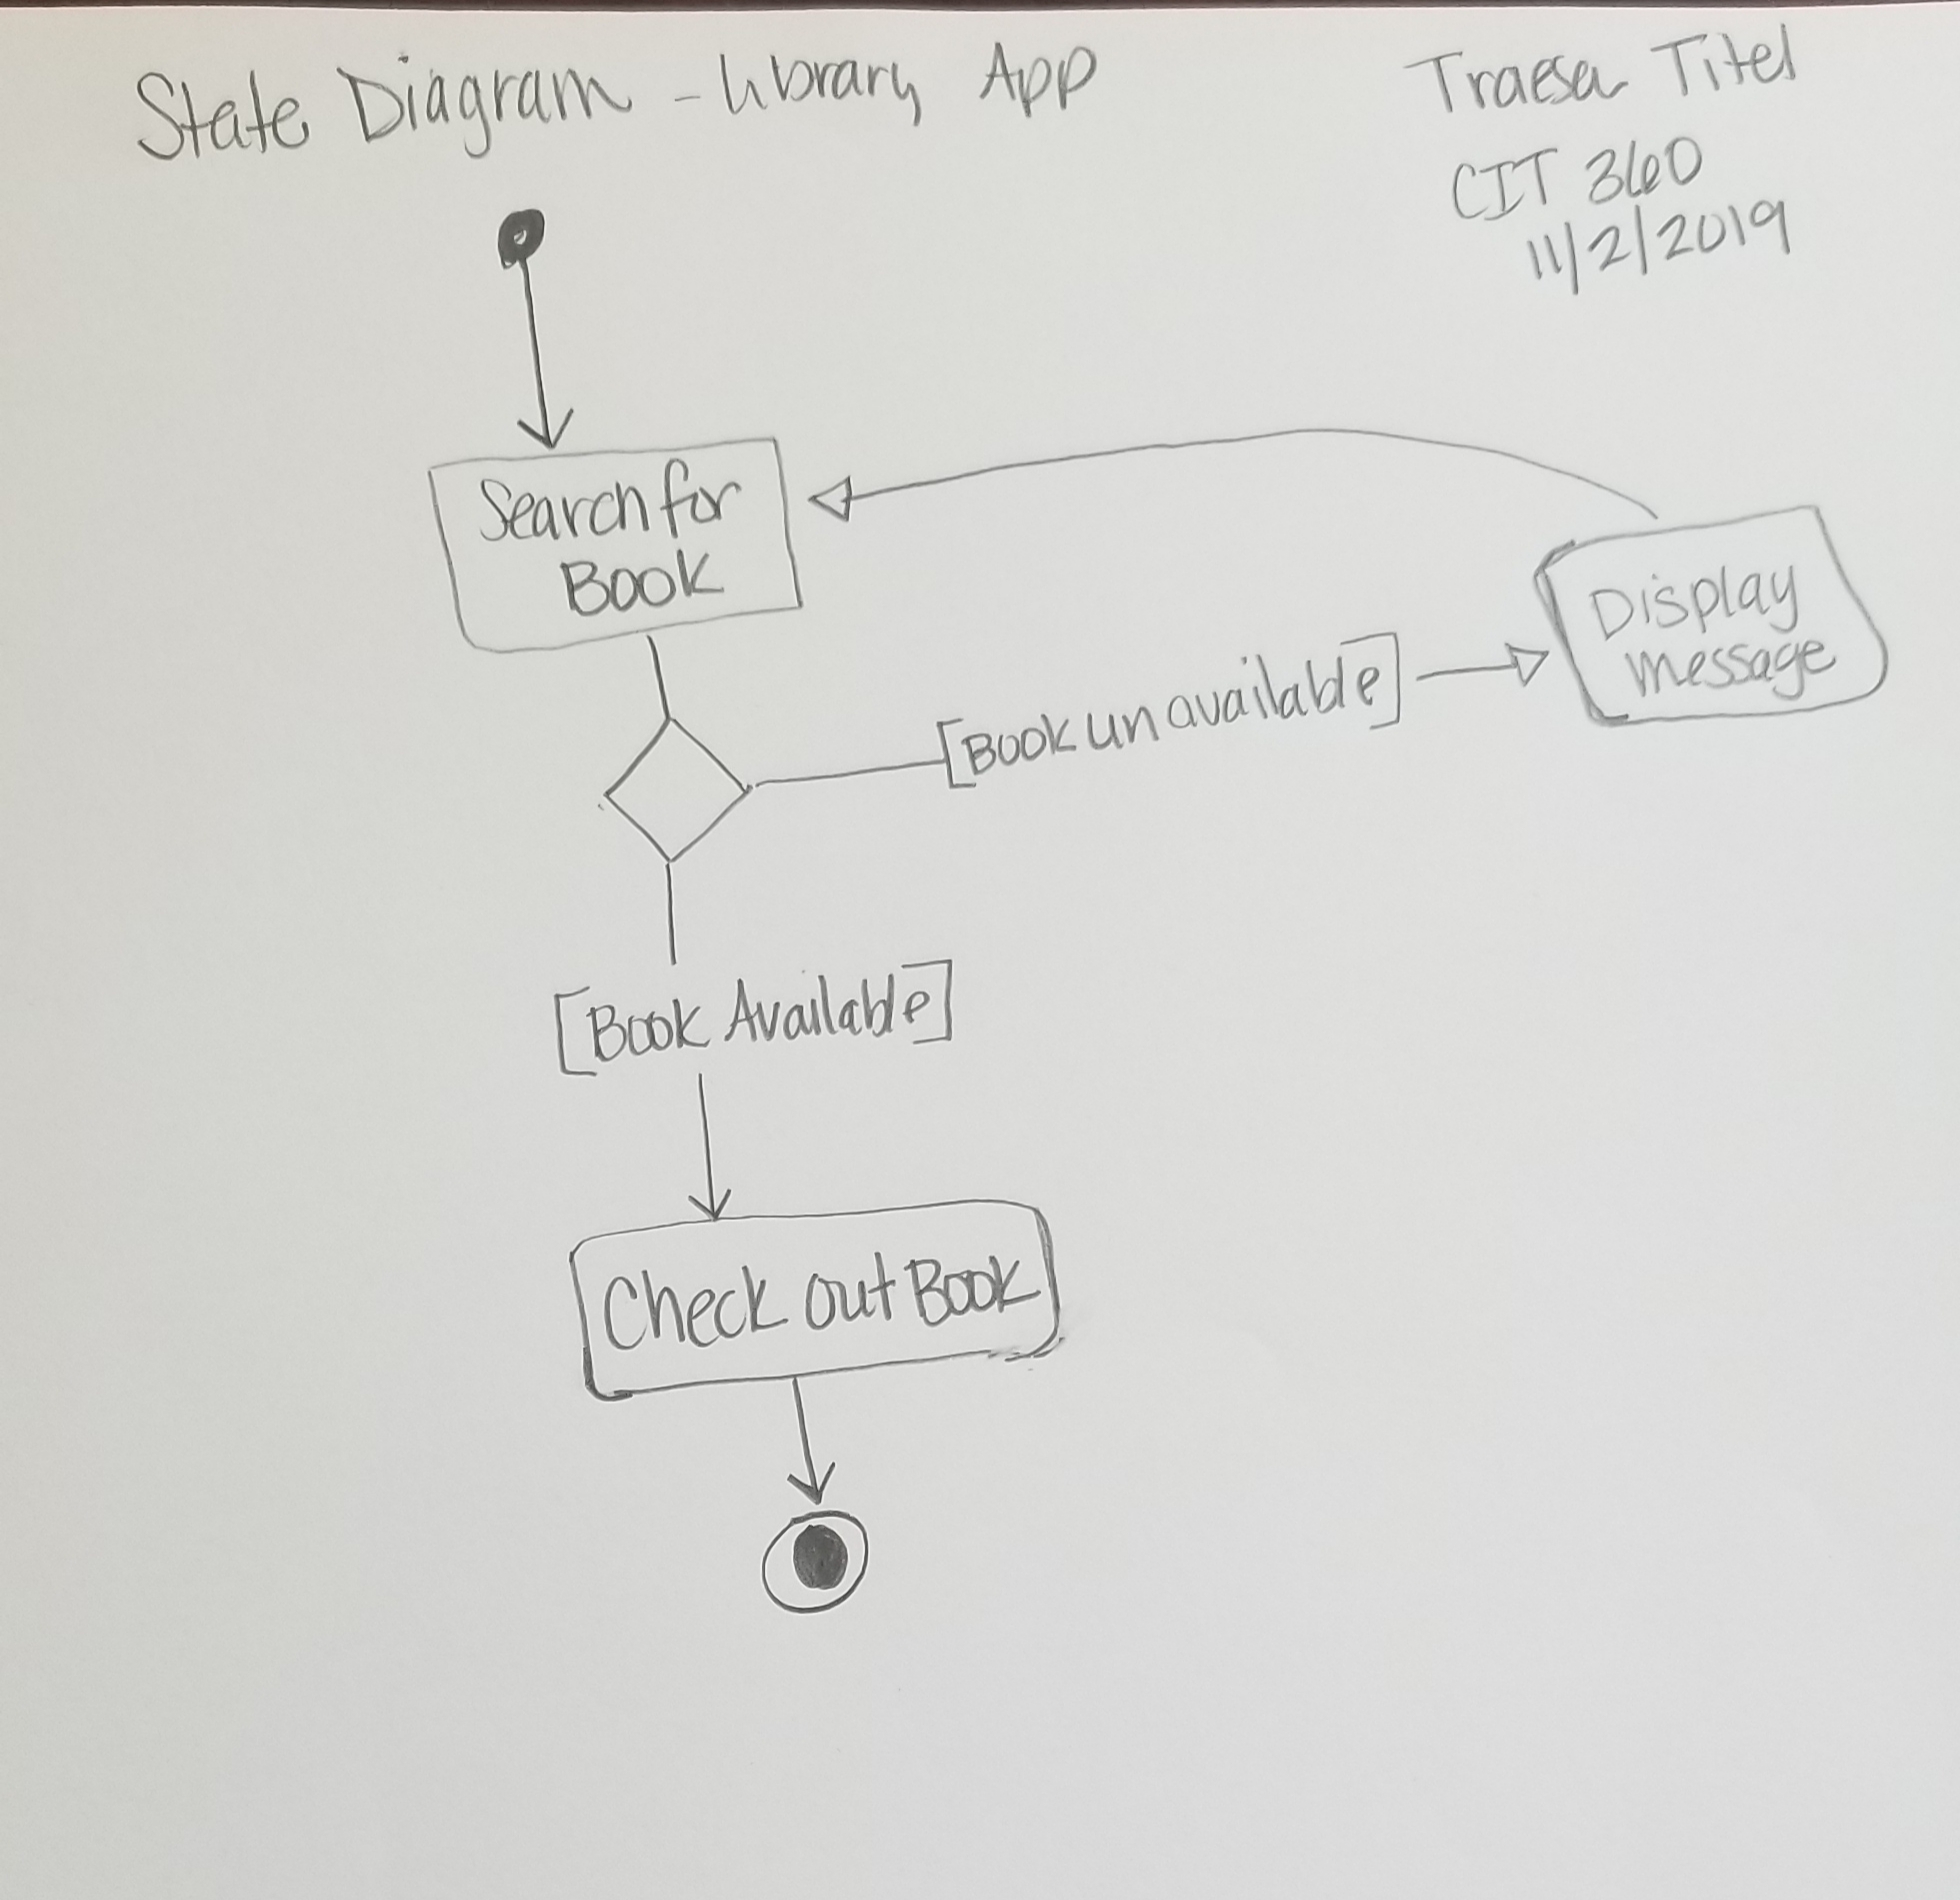 State Diagram - Library App
Traesa Titel
CIT 360
11/2/2019
Search for
Book
[Book unavailable]
Display
Message
[Book Available]
Check out Book